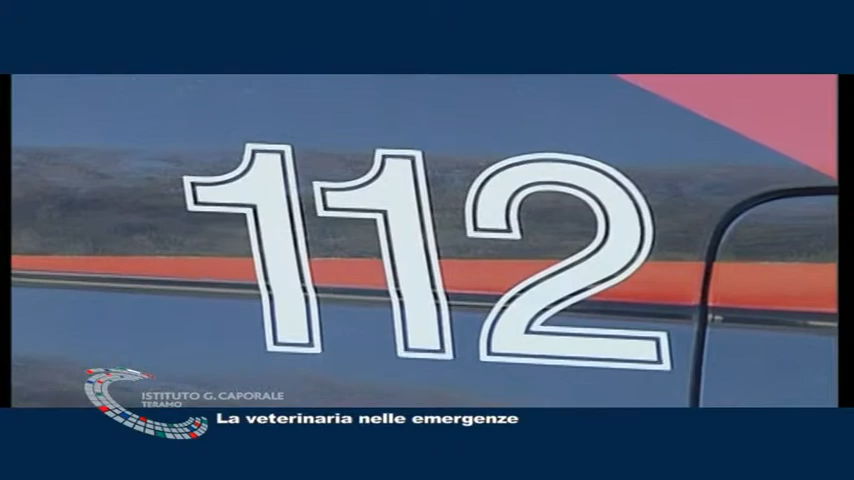 112
ISTITUTO G. CAPORALE
TERAMO
La veterinaria nelle emergenze